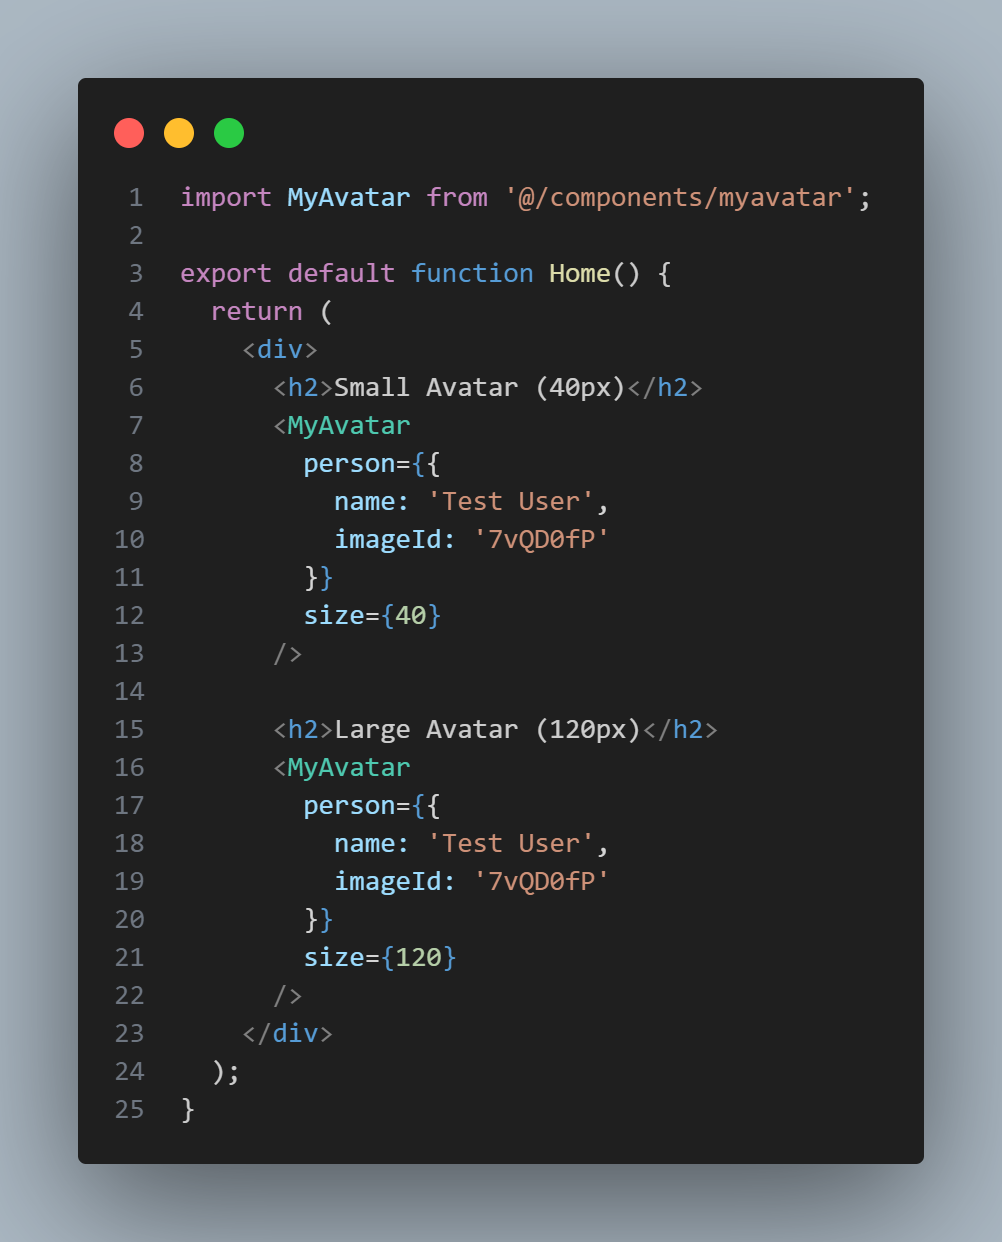 1 import MyAvatar from '@/components/myavatar';
2
3 export default function Home() {
4   return (
5     <div>
6       <h2>Small Avatar (40px)</h2>
7       <MyAvatar
8         person={{
9           name: 'Test User',
10           imageId: '7vQD0fP'
11         }}
12         size={40}
13       />
14
15       <h2>Large Avatar (120px)</h2>
16       <MyAvatar
17         person={{
18           name: 'Test User',
19           imageId: '7vQD0fP'
20         }}
21         size={120}
22       />
23     </div>
24   );
25 }